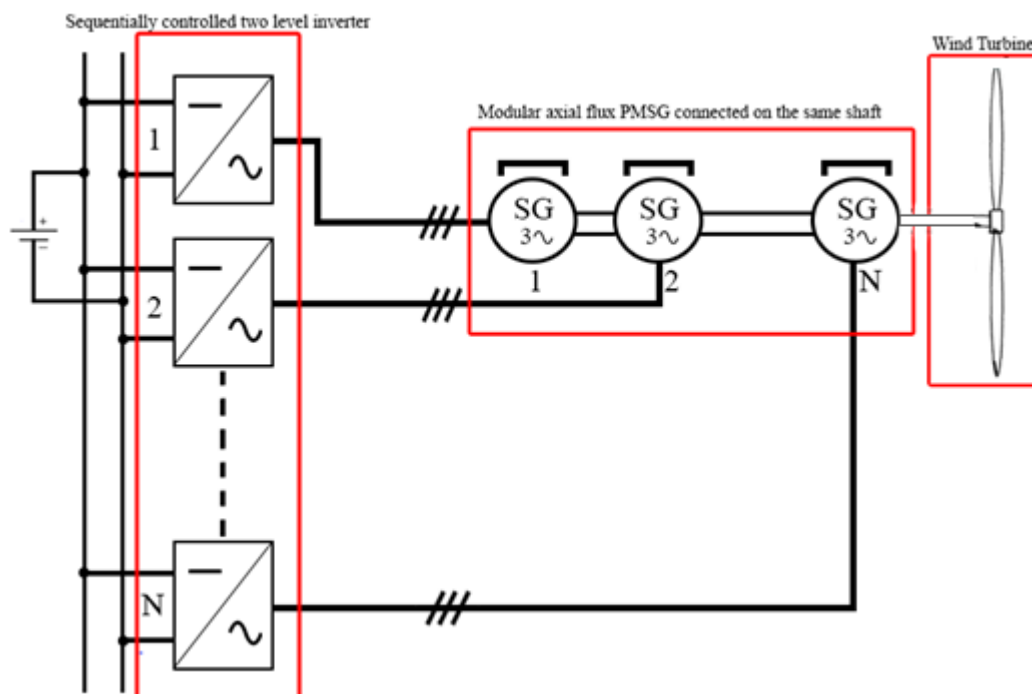 Sequentially controlled two level inverter
Wind Turbine
Modular axial flux PMSG connected on the same shaft
1
SG
3∿
1
SG
3∿
2
SG
3∿
N
+
−
2
N